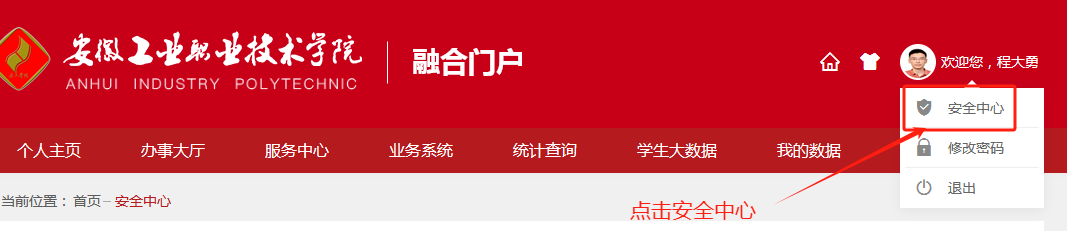 安徽工业职业技术学院
ANHUI INDUSTRY POLYTECHNIC
融合门户
欢迎您，程大勇
安全中心
修改密码
退出
个人主页 办事大厅 服务中心 业务系统 统计查询 学生大数据 我的数据
当前位置： 首页 – 安全中心
点击安全中心